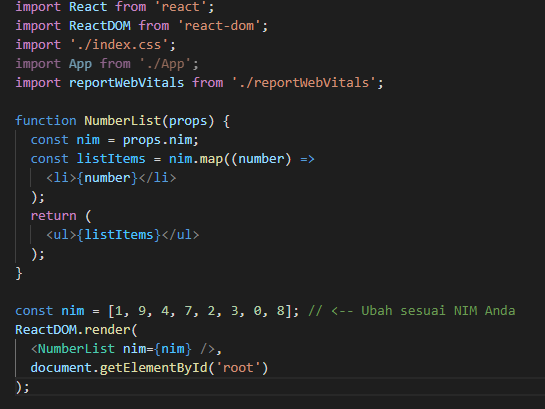 import React from 'react';
import ReactDOM from 'react-dom';
import './index.css';
import App from './App';
import reportWebVitals from './reportWebVitals';

function NumberList(props) {
  const nim = props.nim;
  const listItems = nim.map((number) =>
    <li>{number}</li>
  );
  return (
    <ul>{listItems}</ul>
  );
}

const nim = [1, 9, 4, 7, 2, 3, 0, 8]; // <-- Ubah sesuai NIM Anda
ReactDOM.render(
  <NumberList nim={nim} />,
  document.getElementById('root')
);